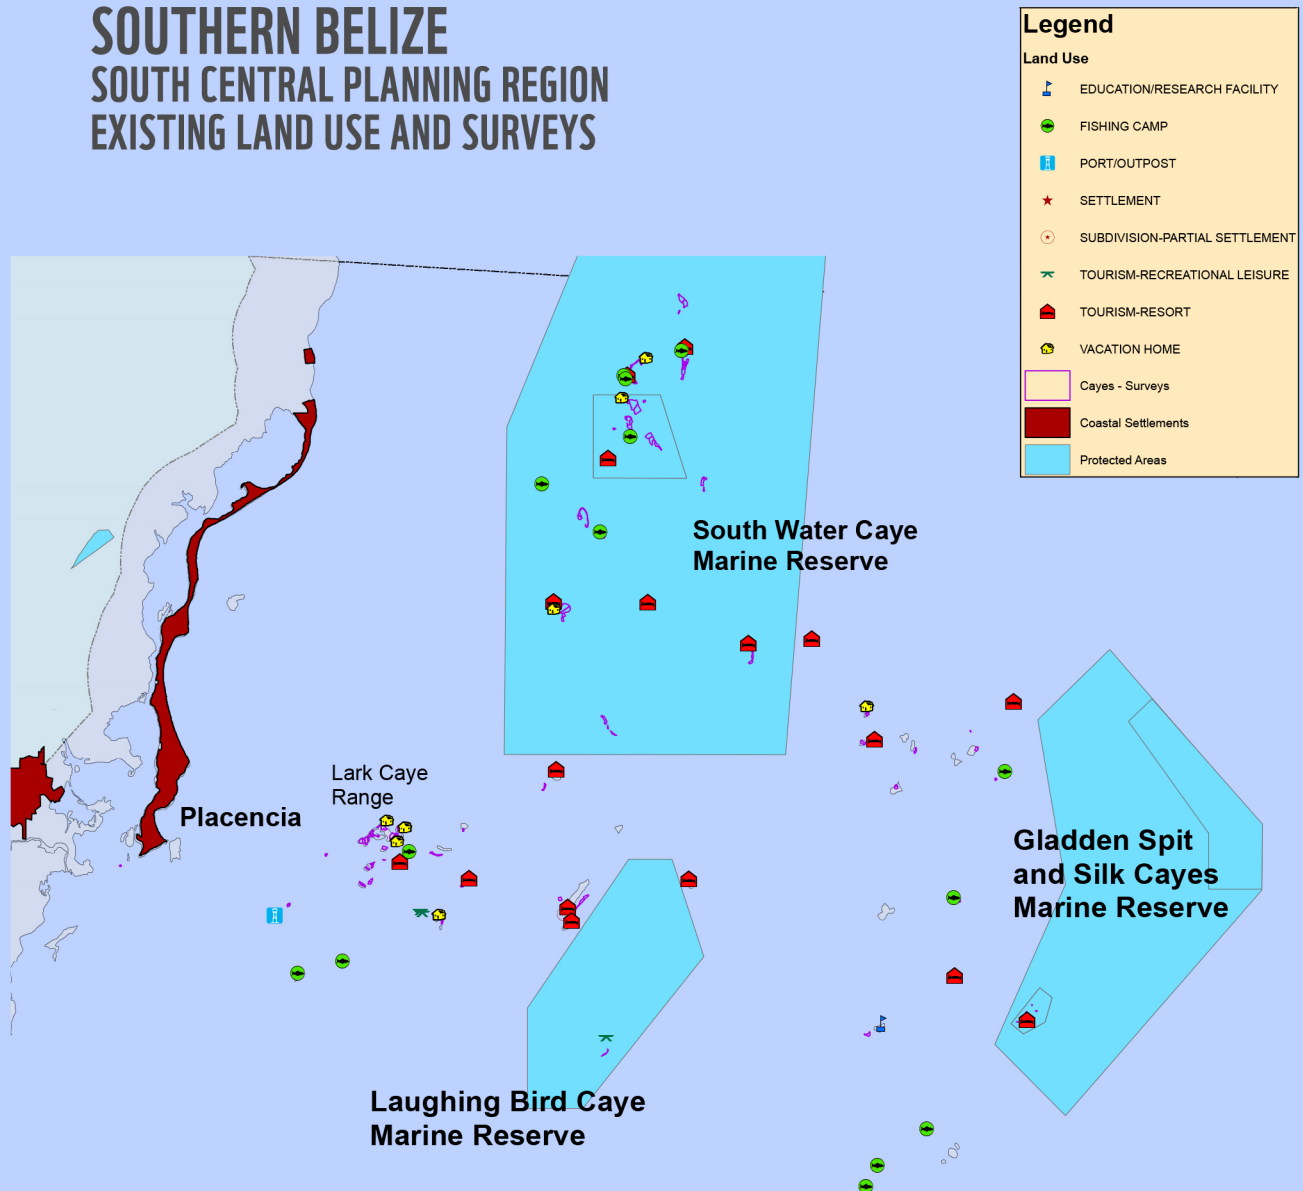 SOUTHERN BELIZE
SOUTH CENTRAL PLANNING REGION
EXISTING LAND USE AND SURVEYS
Legend
Land Use
EDUCATION/RESEARCH FACILITY
FISHING CAMP
PORT/OUTPOST
SETTLEMENT
SUBDIVISION-PARTIAL SETTLEMENT
TOURISM-RECREATIONAL LEISURE
TOURISM-RESORT
VACATION HOME
Cayes - Surveys
Coastal Settlements
Protected Areas
South Water Caye
Marine Reserve
Lark Caye
Range
Placencia
Gladden Spit
and Silk Cayes
Marine Reserve
Laughing Bird Caye
Marine Reserve